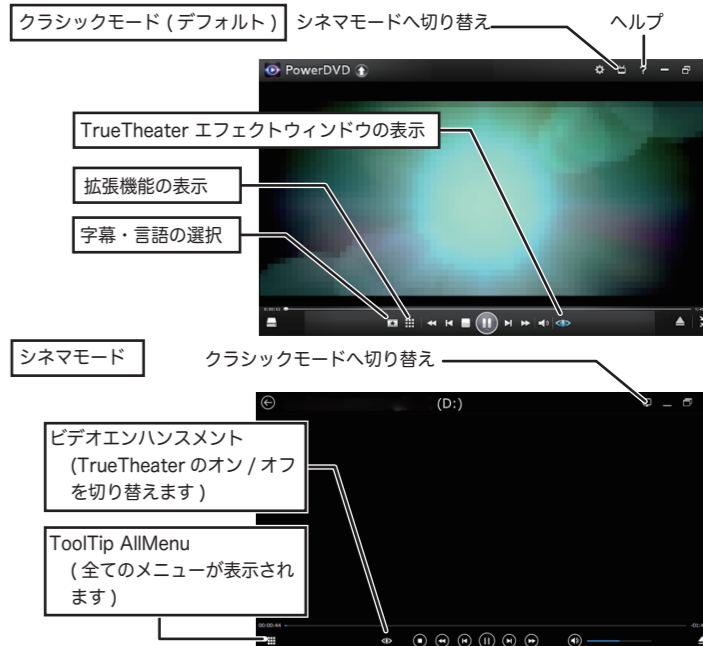 クラシックモード ( デフォルト )
シネマモードへ切り替え
ヘルプ
PowerDVD
?
TrueTheater エフェクトウィンドウの表示
拡張機能の表示
字幕・言語の選択
シネマモード
クラシックモードへ切り替え
(D:)
ビデオエンハンスメント
(TrueTheater のオン / オフ
を切り替えます )
ToolTip AllMenu
( 全てのメニューが表示され
ます )
00:00:44